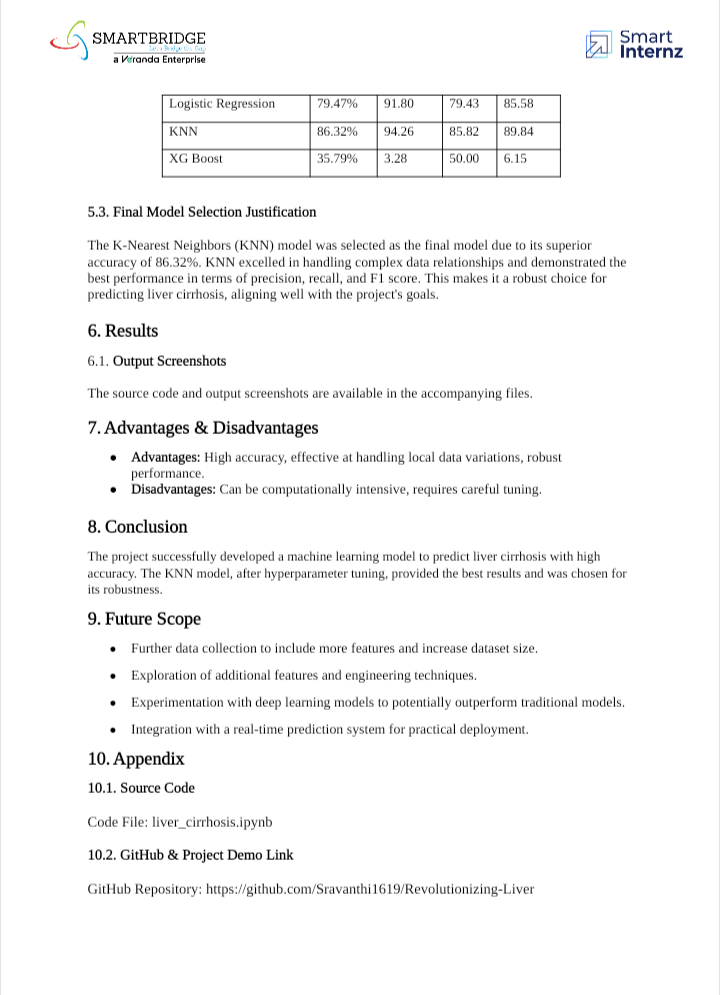 SMARTBRIDGE
Let's Bridge the Gap
a Veranda Enterprise
Smart
Internz
Logistic Regression 79.47% 91.80 79.43 85.58
KNN 86.32% 94.26 85.82 89.84
XG Boost 35.79% 3.28 50.00 6.15
5.3. Final Model Selection Justification
The K-Nearest Neighbors (KNN) model was selected as the final model due to its superior
accuracy of 86.32%. KNN excelled in handling complex data relationships and demonstrated the
best performance in terms of precision, recall, and F1 score. This makes it a robust choice for
predicting liver cirrhosis, aligning well with the project's goals.
6. Results
6.1. Output Screenshots
The source code and output screenshots are available in the accompanying files.
7. Advantages & Disadvantages
• Advantages: High accuracy, effective at handling local data variations, robust
performance.
• Disadvantages: Can be computationally intensive, requires careful tuning.
8. Conclusion
The project successfully developed a machine learning model to predict liver cirrhosis with high
accuracy. The KNN model, after hyperparameter tuning, provided the best results and was chosen for
its robustness.
9. Future Scope
• Further data collection to include more features and increase dataset size.
• Exploration of additional features and engineering techniques.
• Experimentation with deep learning models to potentially outperform traditional models.
• Integration with a real-time prediction system for practical deployment.
10. Appendix
10.1. Source Code
Code File: liver_cirrhosis.ipynb
10.2. GitHub & Project Demo Link
GitHub Repository: https://github.com/Sravanthi1619/Revolutionizing-Liver